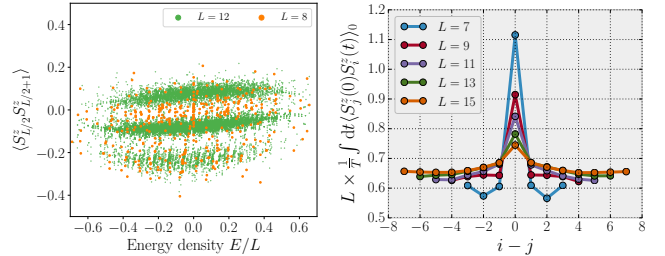 L = 12 L = 8
⟨S^z_{L/2} S^z_{L/2+1}⟩
0.4
0.2
0.0
−0.2
−0.4
−0.6 −0.4 −0.2 0.0 0.2 0.4 0.6
Energy density E/L
L × 1/T ∫ dt⟨S^z_j(0)S^z_i(t)⟩_0
1.2
1.1
1.0
0.9
0.8
0.7
0.6
0.5
L = 7
L = 9
L = 11
L = 13
L = 15
−8 −6 −4 −2 0 2 4 6 8
i − j